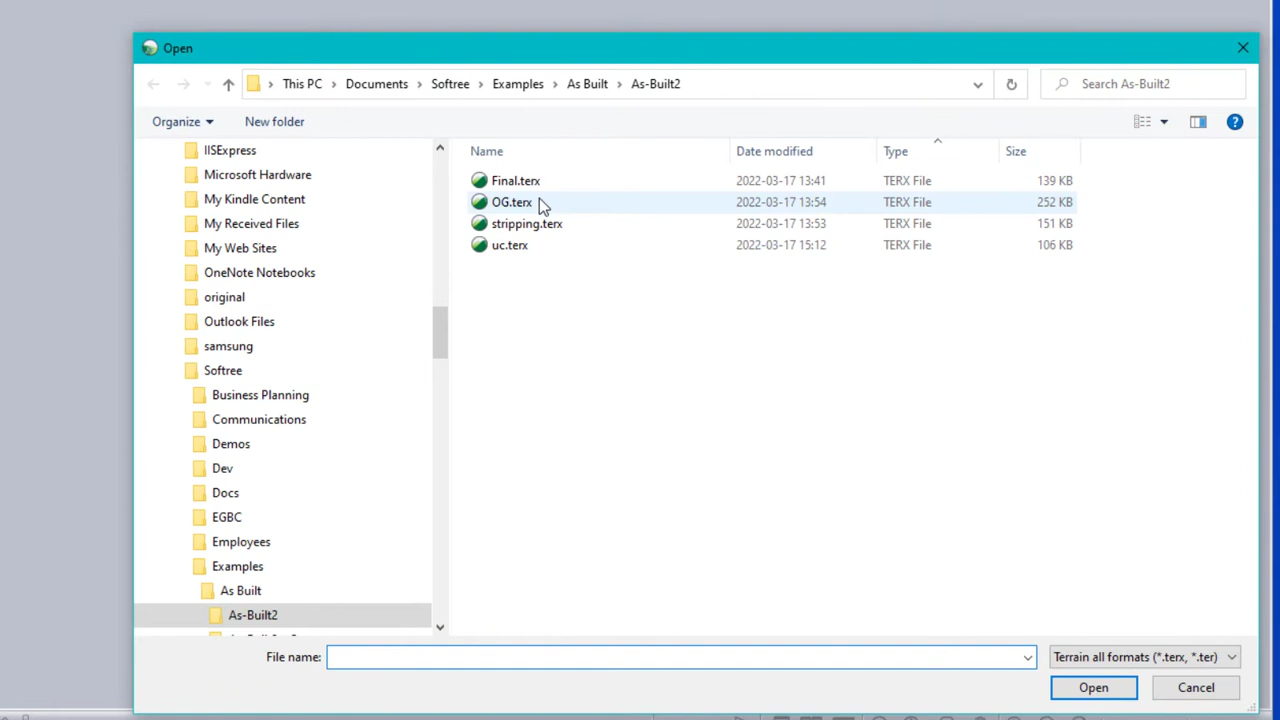 Open
This PC > Documents > Softree > Examples > As Built > As-Built2
Search As-Built2
Organize
New folder
IISExpress
Microsoft Hardware
My Kindle Content
My Received Files
My Web Sites
OneNote Notebooks
original
Outlook Files
samsung
Softree
Business Planning
Communications
Demos
Dev
Docs
EGBC
Employees
Examples
As Built
As-Built2
Name Date modified Type Size
Final.terx 2022-03-17 13:41 TERX File 139 KB
OG.terx 2022-03-17 13:54 TERX File 252 KB
stripping.terx 2022-03-17 13:53 TERX File 151 KB
uc.terx 2022-03-17 15:12 TERX File 106 KB
File name:
Terrain all formats (*.terx, *.ter)
Open
Cancel